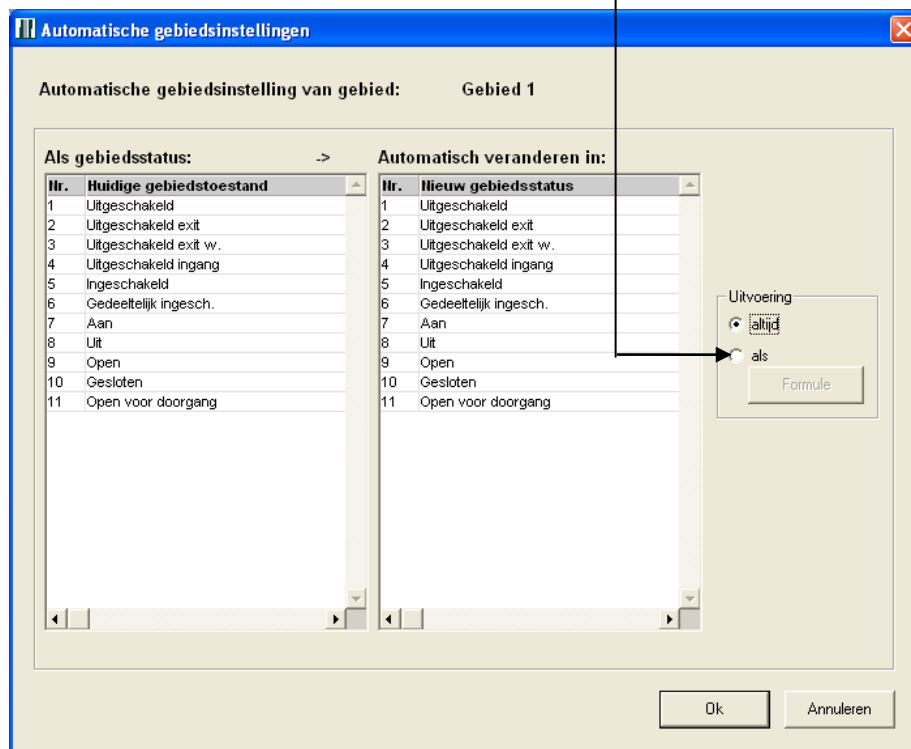 Automatische gebiedsinstellingen
Automatische gebiedsinstelling van gebied: Gebied 1
Als gebiedsstatus: -> Automatisch veranderen in:
Nr. Huidige gebiedstoestand
1 Uitgeschakeld
2 Uitgeschakeld exit
3 Uitgeschakeld exit w.
4 Uitgeschakeld ingang
5 Ingeschakeld
6 Gedeeltelijk ingesch.
7 Aan
8 Uit
9 Open
10 Gesloten
11 Open voor doorgang
Nr. Nieuw gebiedsstatus
1 Uitgeschakeld
2 Uitgeschakeld exit
3 Uitgeschakeld exit w.
4 Uitgeschakeld ingang
5 Ingeschakeld
6 Gedeeltelijk ingesch.
7 Aan
8 Uit
9 Open
10 Gesloten
11 Open voor doorgang
Uitvoering
altijd
als
Formule
Ok Annuleren